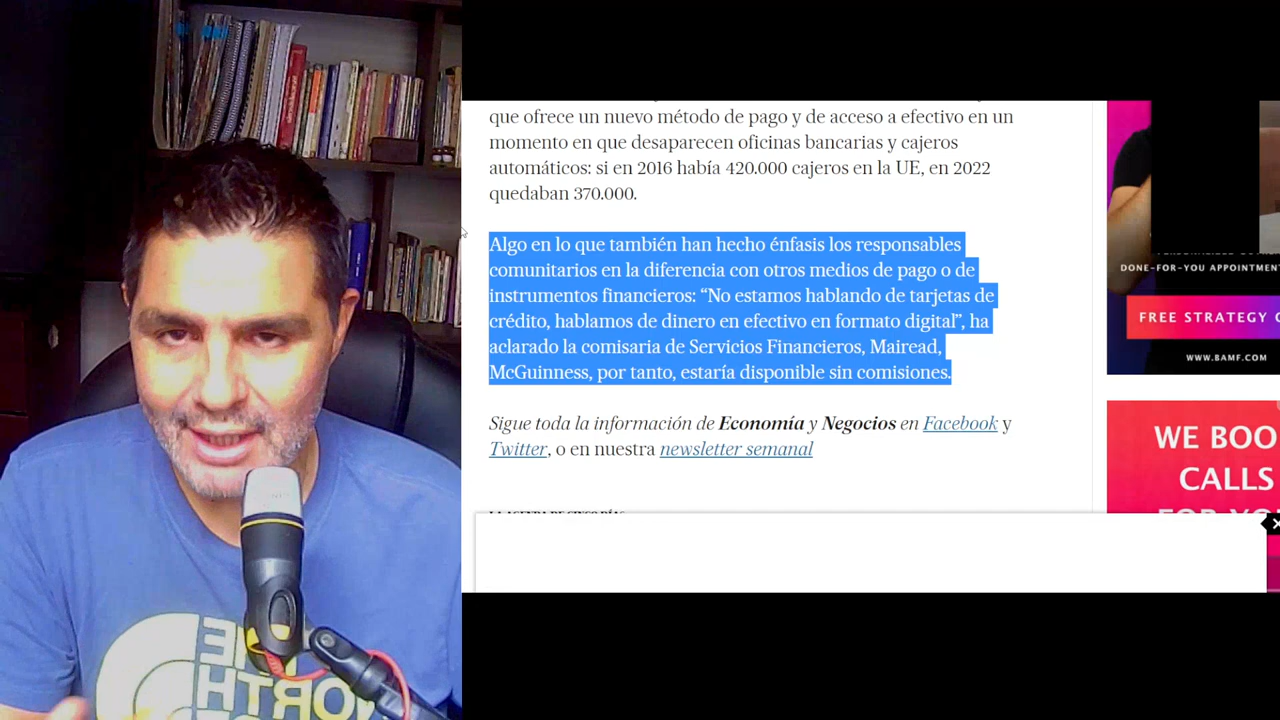 que ofrece un nuevo método de pago y de acceso a efectivo en un
momento en que desaparecen oficinas bancarias y cajeros
automáticos: si en 2016 había 420.000 cajeros en la UE, en 2022
quedaban 370.000.
Algo en lo que también han hecho énfasis los responsables
comunitarios en la diferencia con otros medios de pago o de
instrumentos financieros: “No estamos hablando de tarjetas de
crédito, hablamos de dinero en efectivo en formato digital”, ha
aclarado la comisaria de Servicios Financieros, Mairead,
McGuinness, por tanto, estaría disponible sin comisiones.
Sigue toda la información de Economía y Negocios en Facebook y
Twitter, o en nuestra newsletter semanal
DONE-FOR-YOU APPOINTMENT
FREE STRATEGY
WWW.BAMF.COM
WE BOO
CALLS
THE
NORTH